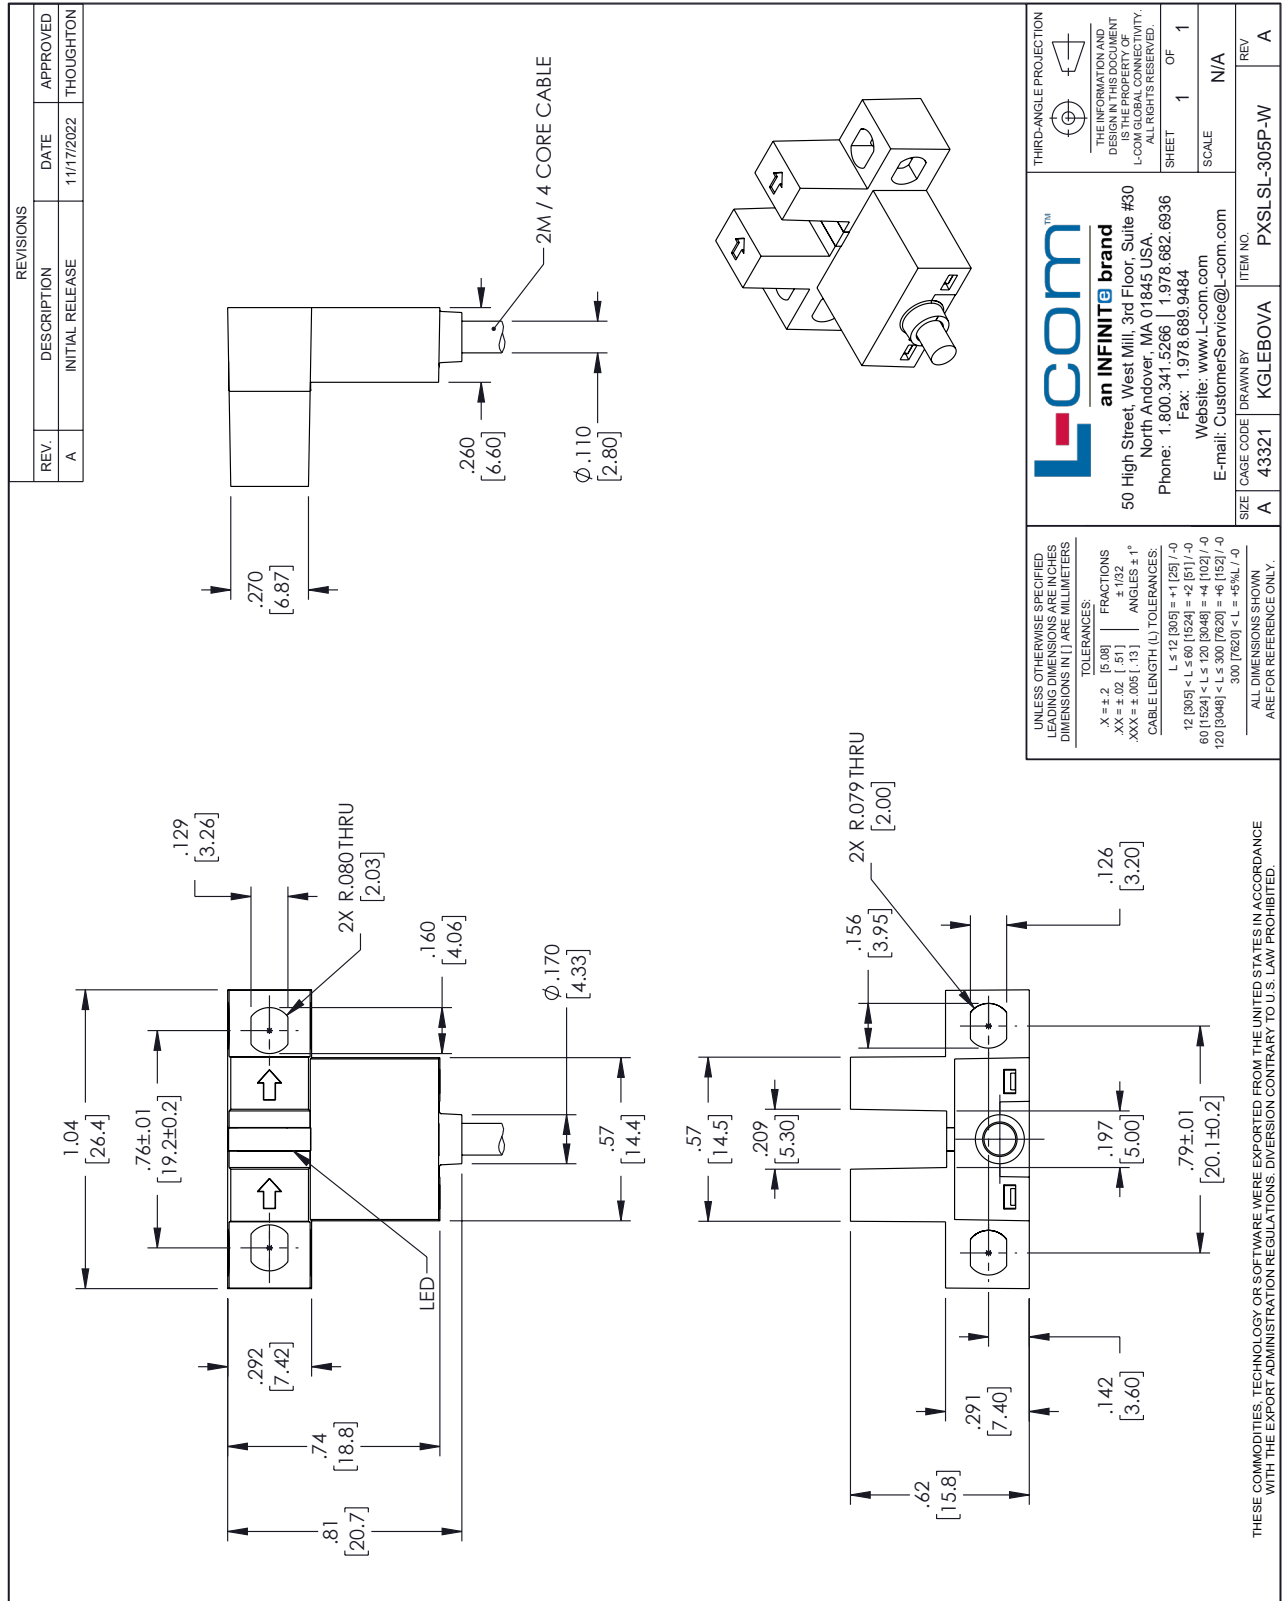 REVISIONS
REV. DESCRIPTION DATE APPROVED
A INITIAL RELEASE 11/17/2022 THOUGHTON
1.04
[26.4]
.76±.01
[19.2±0.2]
.129
[3.26]
2X R.080 THRU
[2.03]
.160
[4.06]
Ø.170
[4.33]
.57
[14.4]
LED
.292
[7.42]
.74
[18.8]
.81
[20.7]
.270
[6.87]
.260
[6.60]
Ø.110
[2.80]
2M / 4 CORE CABLE
.57
[14.5]
.209
[5.30]
.156
[3.95]
2X R.079 THRU
[2.00]
.126
[3.20]
.197
[5.00]
.79±.01
[20.1±0.2]
.142
[3.60]
.291
[7.40]
.62
[15.8]
UNLESS OTHERWISE SPECIFIED
LEADING DIMENSIONS ARE INCHES
DIMENSIONS IN [ ] ARE MILLIMETERS
TOLERANCES:
.X = ± .2 [5.08] FRACTIONS
.XX = ± .02 [ .51] ± 1/32
.XXX = ± .005 [ .13] ANGLES ± 1°
CABLE LENGTH (L) TOLERANCES:
L ≤ 12 [305] = +1 [25] / -0
12 [305] < L ≤ 60 [1524] = +2 [51] / -0
60 [1524] < L ≤ 120 [3048] = +4 [102] / -0
120 [3048] < L ≤ 300 [7620] = +6 [152] / -0
300 [7620] < L = +5%L / -0
ALL DIMENSIONS SHOWN
ARE FOR REFERENCE ONLY.
L-com™
an INFINITe brand
50 High Street, West Mill, 3rd Floor, Suite #30
North Andover, MA 01845 USA.
Phone: 1.800.341.5266 | 1.978.682.6936
Fax: 1.978.689.9484
Website: www.L-com.com
E-mail: CustomerService@L-com.com
THIRD-ANGLE PROJECTION
THE INFORMATION AND
DESIGN IN THIS DOCUMENT
IS THE PROPERTY OF
L-COM GLOBAL CONNECTIVITY.
ALL RIGHTS RESERVED.
SHEET 1 OF 1
SCALE N/A
SIZE A
CAGE CODE 43321
DRAWN BY KGLEBOVA
ITEM NO. PXSLSL-305P-W
REV A
THESE COMMODITIES, TECHNOLOGY OR SOFTWARE WERE EXPORTED FROM THE UNITED STATES IN ACCORDANCE
WITH THE EXPORT ADMINISTRATION REGULATIONS. DIVERSION CONTRARY TO U.S. LAW PROHIBITED.